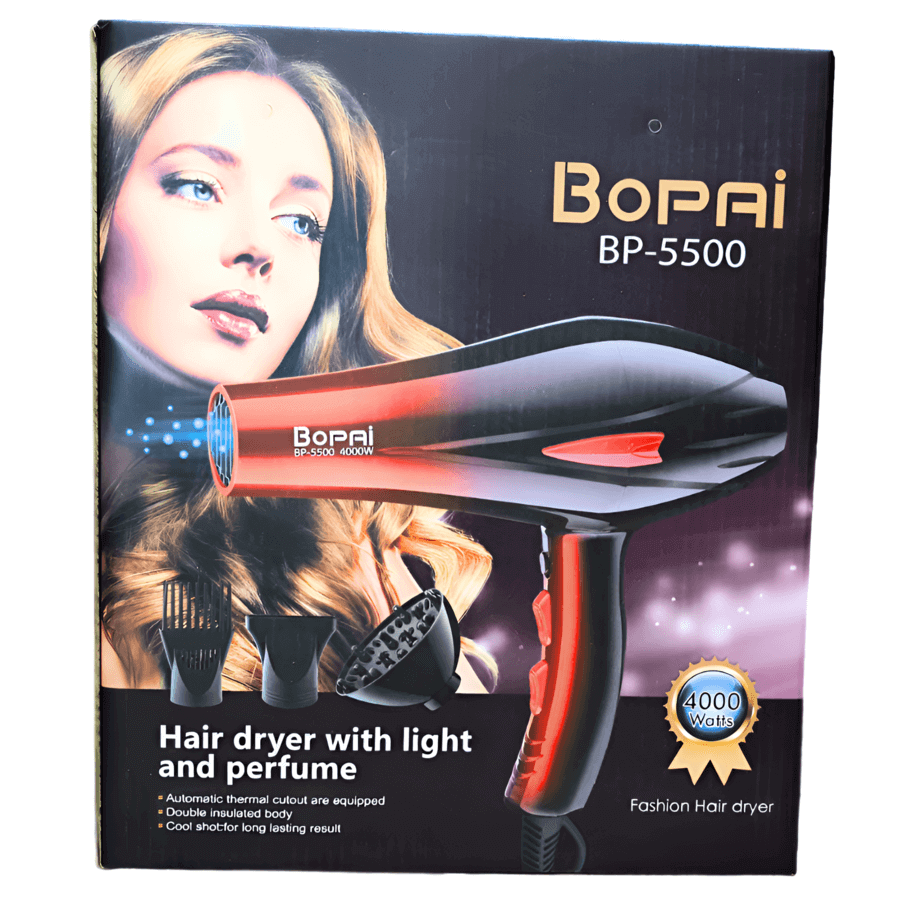 BOPAi
BP-5500
BOPAi
BP-5500 4000W
4000
Watts
Hair dryer with light
and perfume
Automatic thermal cutout are equipped
Double insulated body
Cool shot:for long lasting result
Fashion Hair dryer